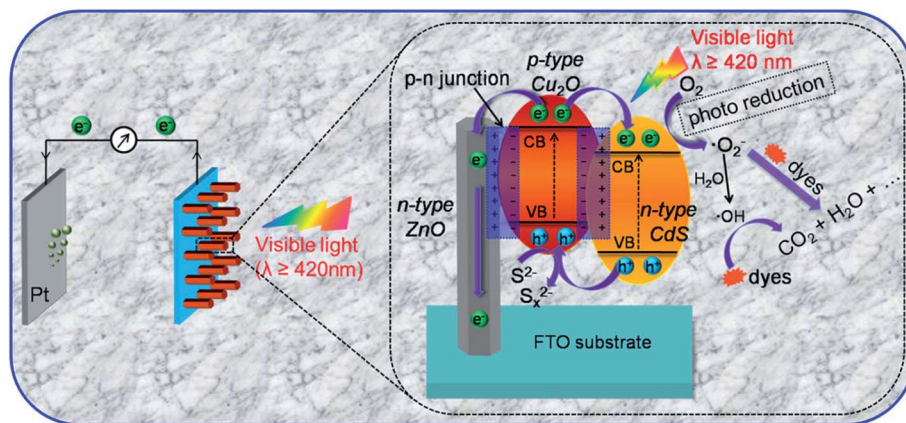 e⁻
e⁻
Pt
Visible light
(λ ≥ 420nm)
p-n junction
p-type
Cu₂O
Visible light
λ ≥ 420 nm
O₂
photo reduction
e⁻ e⁻
e⁻ e⁻
CB
CB
e⁻
·O₂⁻
H₂O
·OH
dyes
CO₂ + H₂O + ...
dyes
n-type
ZnO
VB
VB
n-type
CdS
h⁺ h⁺
h⁺ h⁺
S²⁻
Sₓ²⁻
e⁻
FTO substrate